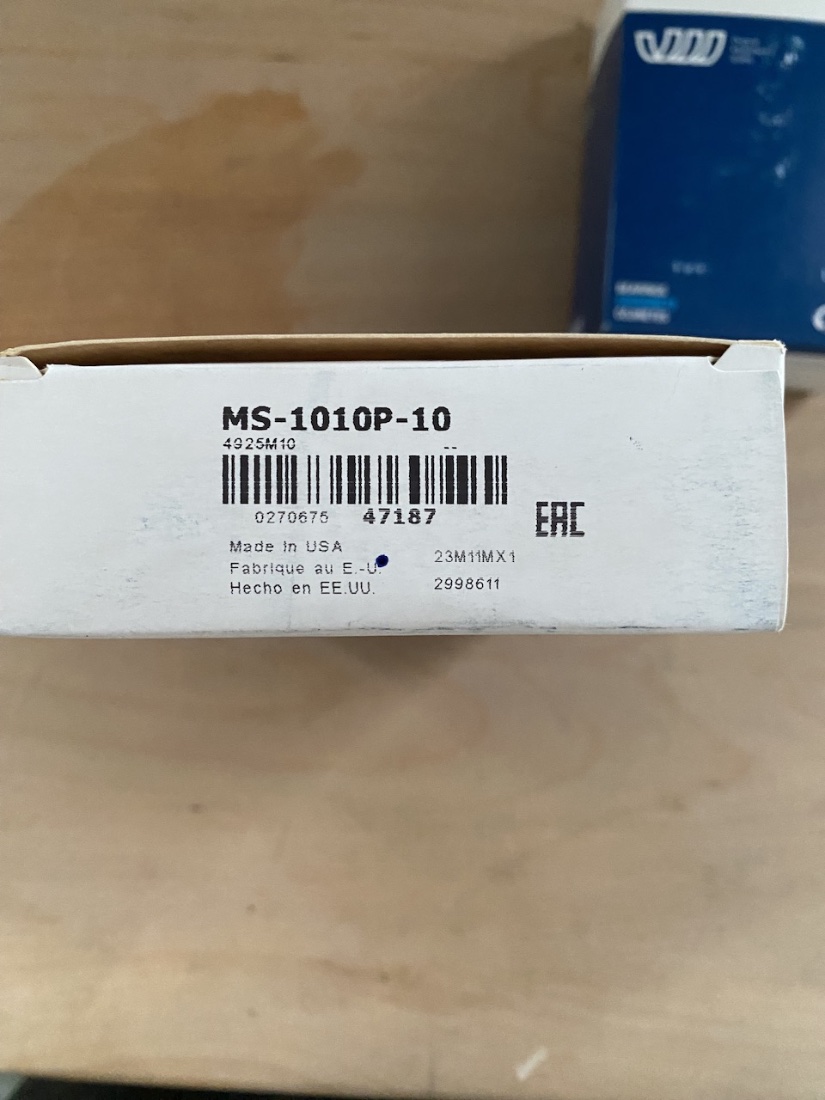 MS-1010P-10
4925M10 --
0270675 47187
EAC
Made in USA
Fabrique au E.-U.
Hecho en EE.UU.
23M11MX1
2998611